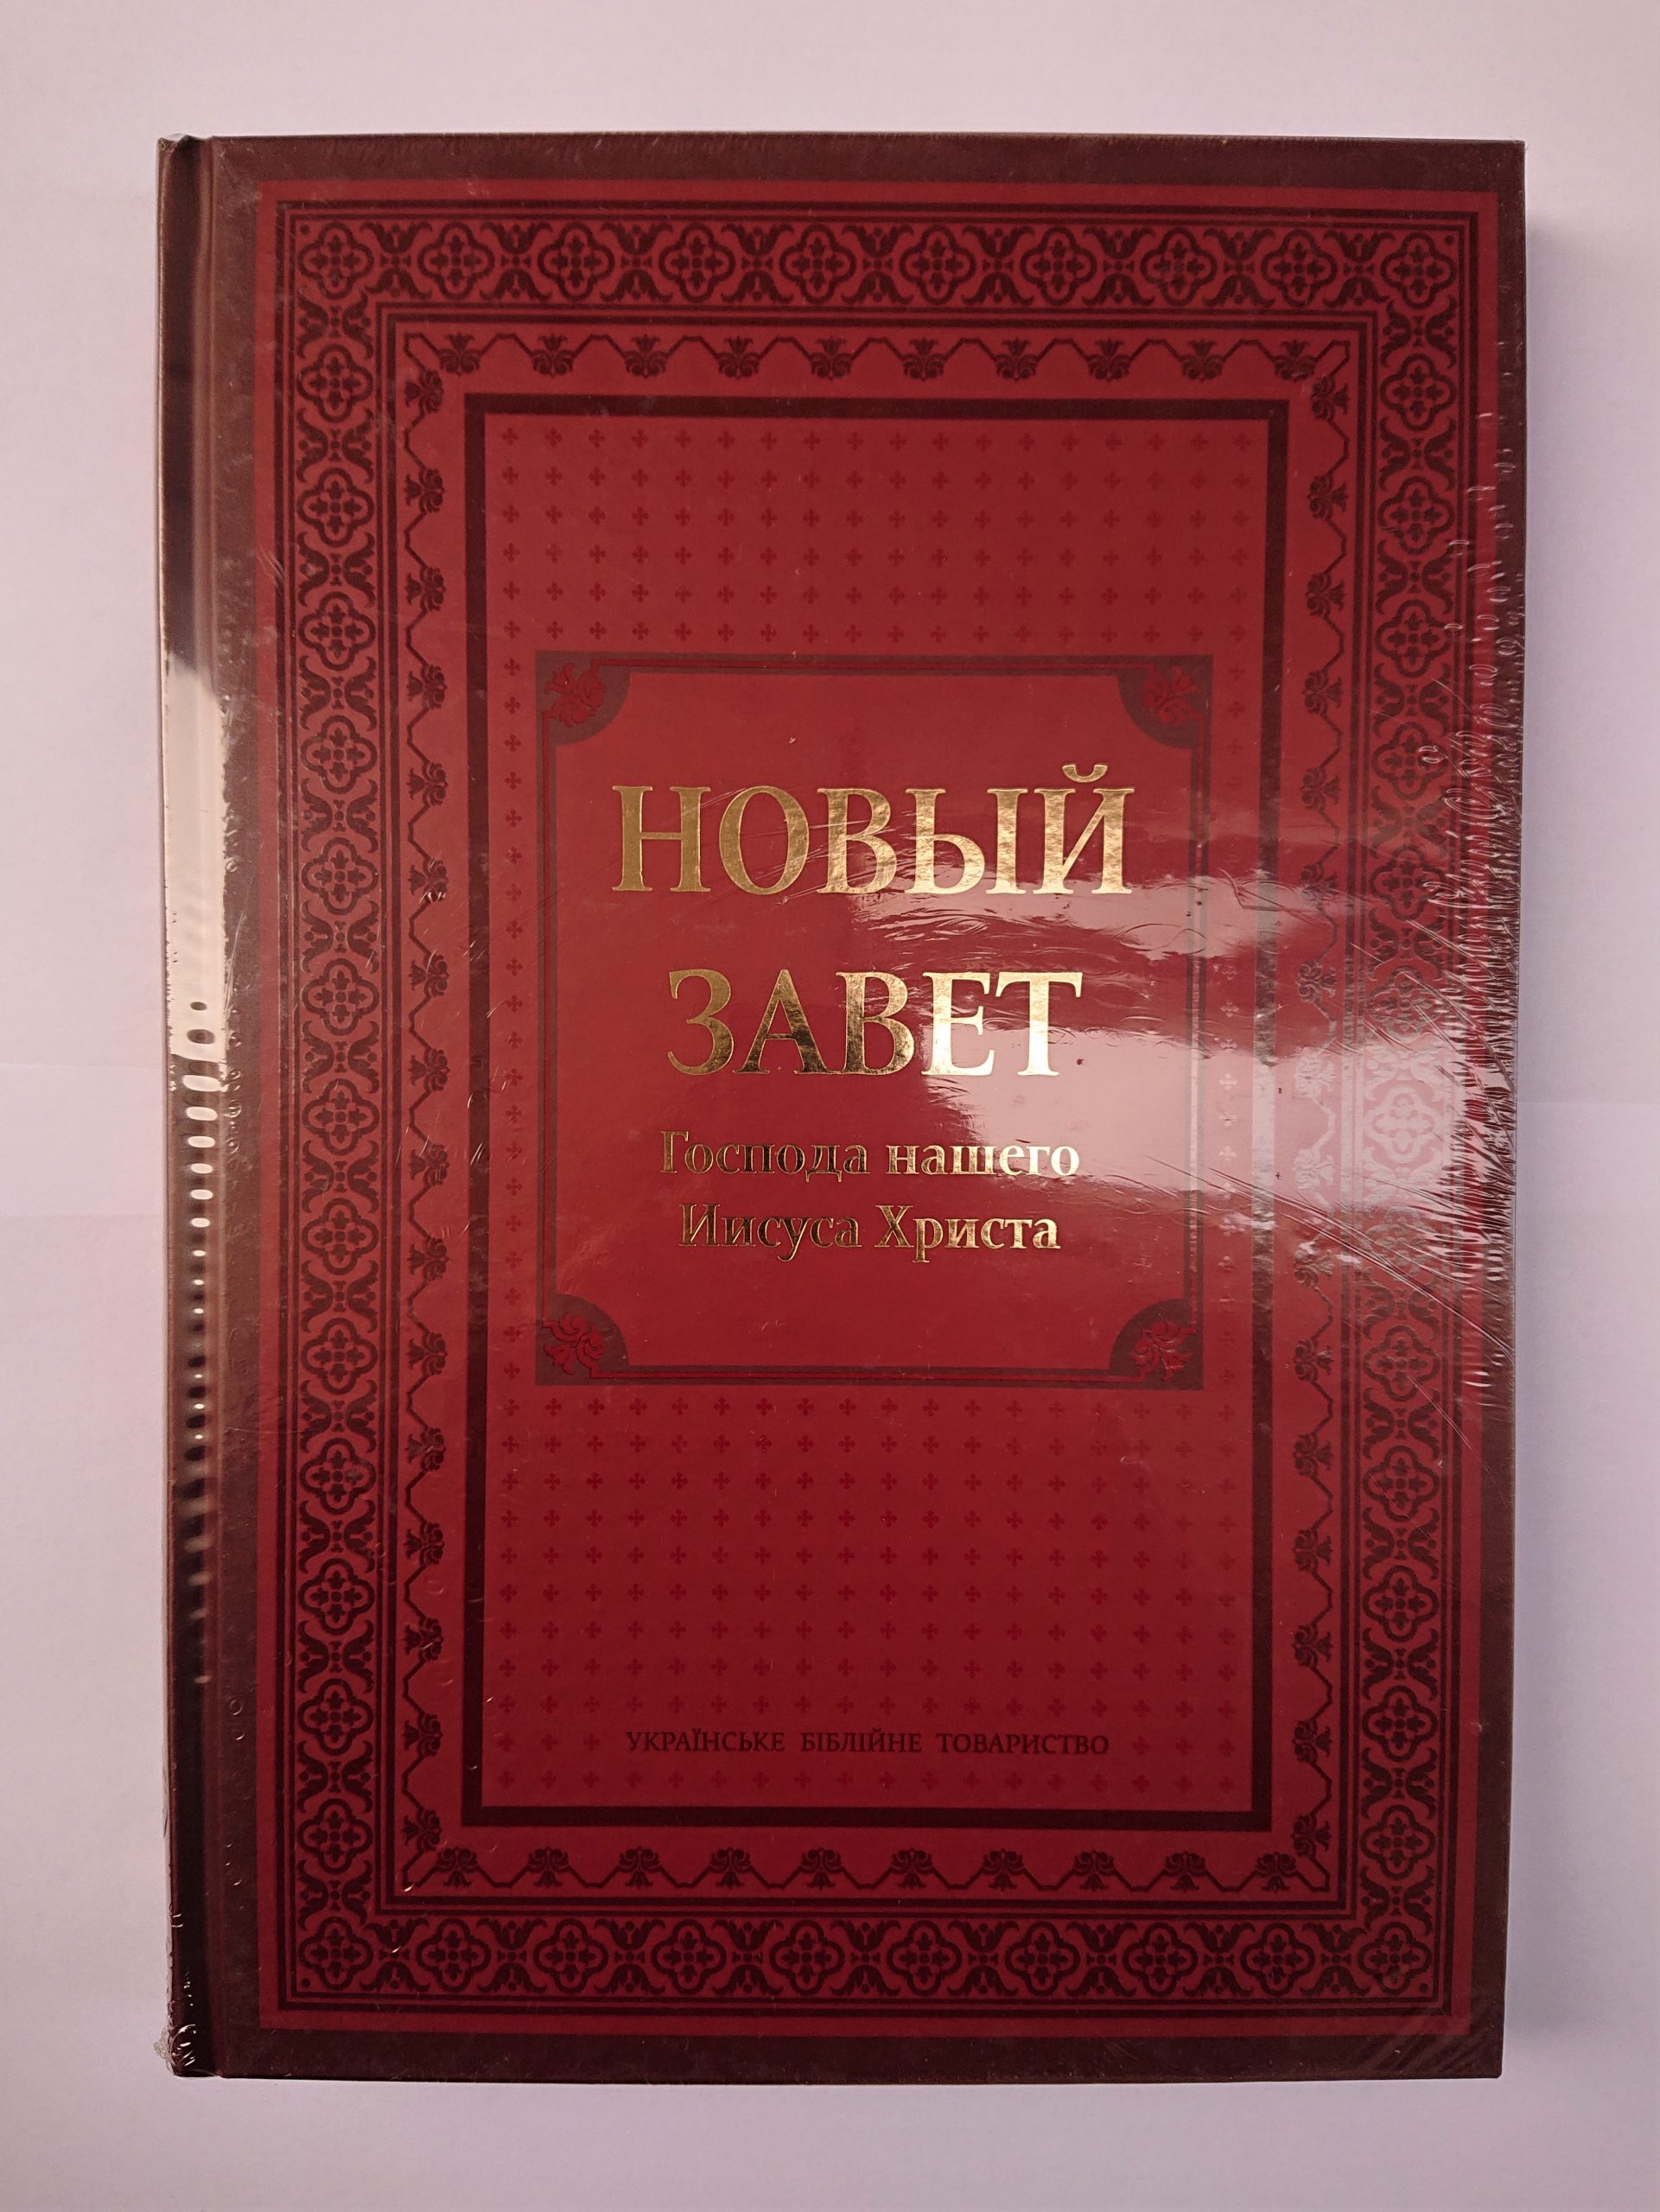 НОВЫЙ
ЗАВЕТ
Господа нашего
Иисуса Христа
УКРАЇНСЬКЕ БІБЛІЙНЕ ТОВАРИСТВО